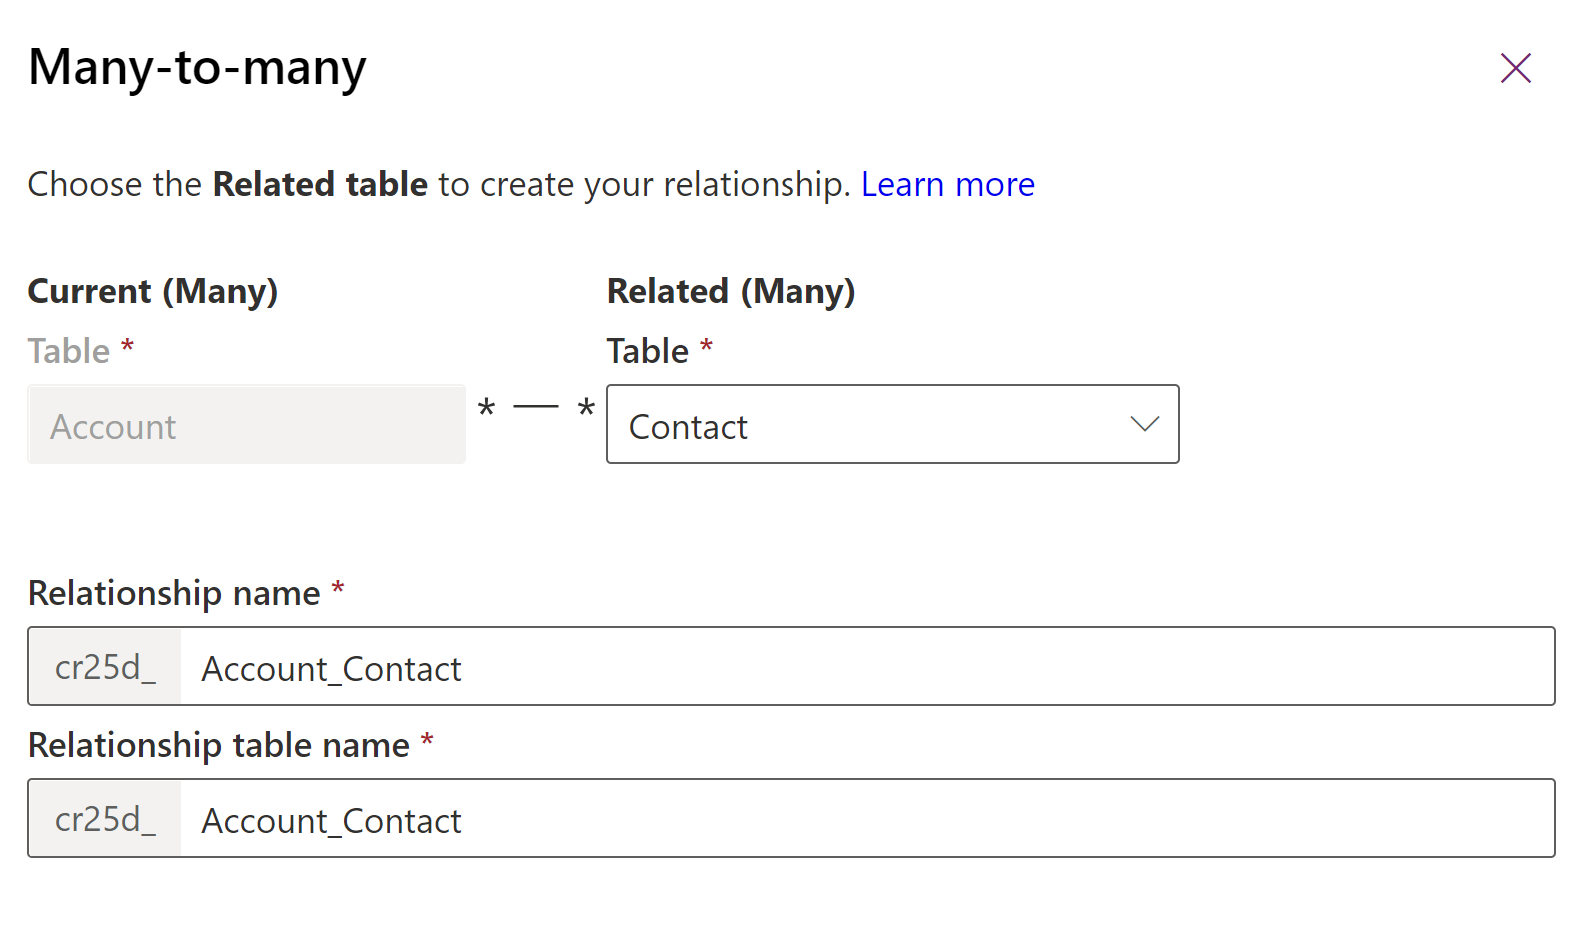 Many-to-many
Choose the Related table to create your relationship. Learn more
Current (Many)
Related (Many)
Table *
Table *
Account
* — *
Contact
Relationship name *
cr25d_ Account_Contact
Relationship table name *
cr25d_ Account_Contact